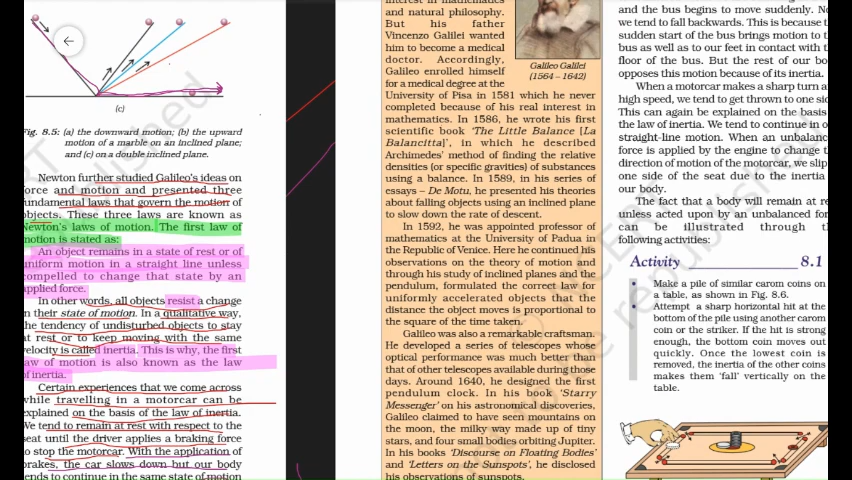 (c)
Fig. 8.5: (a) the downward motion; (b) the upward
motion of a marble on an inclined plane;
and (c) on a double inclined plane.
Newton further studied Galileo's ideas on
force and motion and presented three
fundamental laws that govern the motion of
objects. These three laws are known as
Newton's laws of motion. The first law of
motion is stated as:
An object remains in a state of rest or of
uniform motion in a straight line unless
compelled to change that state by an
applied force.
In other words, all objects resist a change
in their state of motion. In a qualitative way,
the tendency of undisturbed objects to stay
at rest or to keep moving with the same
velocity is called inertia. This is why, the first
law of motion is also known as the law
of inertia.
Certain experiences that we come across
while travelling in a motorcar can be
explained on the basis of the law of inertia.
We tend to remain at rest with respect to the
seat until the driver applies a braking force
to stop the motorcar. With the application of
brakes, the car slows down but our body
tends to continue in the same state of motion
interest in mathematics
and natural philosophy.
But his father
Vincenzo Galilei wanted
him to become a medical
doctor. Accordingly,
Galileo enrolled himself
for a medical degree at the
Galileo Galilei
(1564 – 1642)
University of Pisa in 1581 which he never
completed because of his real interest in
mathematics. In 1586, he wrote his first
scientific book 'The Little Balance [La
Balancitta]', in which he described
Archimedes' method of finding the relative
densities (or specific gravities) of substances
using a balance. In 1589, in his series of
essays – De Motu, he presented his theories
about falling objects using an inclined plane
to slow down the rate of descent.
In 1592, he was appointed professor of
mathematics at the University of Padua in
the Republic of Venice. Here he continued his
observations on the theory of motion and
through his study of inclined planes and the
pendulum, formulated the correct law for
uniformly accelerated objects that the
distance the object moves is proportional to
the square of the time taken.
Galileo was also a remarkable craftsman.
He developed a series of telescopes whose
optical performance was much better than
that of other telescopes available during those
days. Around 1640, he designed the first
pendulum clock. In his book 'Starry
Messenger' on his astronomical discoveries,
Galileo claimed to have seen mountains on
the moon, the milky way made up of tiny
stars, and four small bodies orbiting Jupiter.
In his books 'Discourse on Floating Bodies'
and 'Letters on the Sunspots', he disclosed
his observations of sunspots.
and the bus begins to move suddenly.
we tend to fall backwards. This is because
sudden start of the bus brings motion to
bus as well as to our feet in contact with
floor of the bus. But the rest of our
opposes this motion because of its inertia.
When a motorcar makes a sharp turn
high speed, we tend to get thrown to one
This can again be explained on the basis
the law of inertia. We tend to continue in
straight-line motion. When an
force is applied by the engine to change
direction of motion of the motorcar, we slip
one side of the seat due to the inertia
our body.
The fact that a body will remain at
unless acted upon by an unbalanced
can be illustrated through
following activities:
Activity 8.1
• Make a pile of similar carom coins on
a table, as shown in Fig. 8.6.
• Attempt a sharp horizontal hit at the
bottom of the pile using another carom
coin or the striker. If the hit is strong
enough, the bottom coin moves out
quickly. Once the lowest coin is
removed, the inertia of the other coins
makes them 'fall' vertically on the
table.